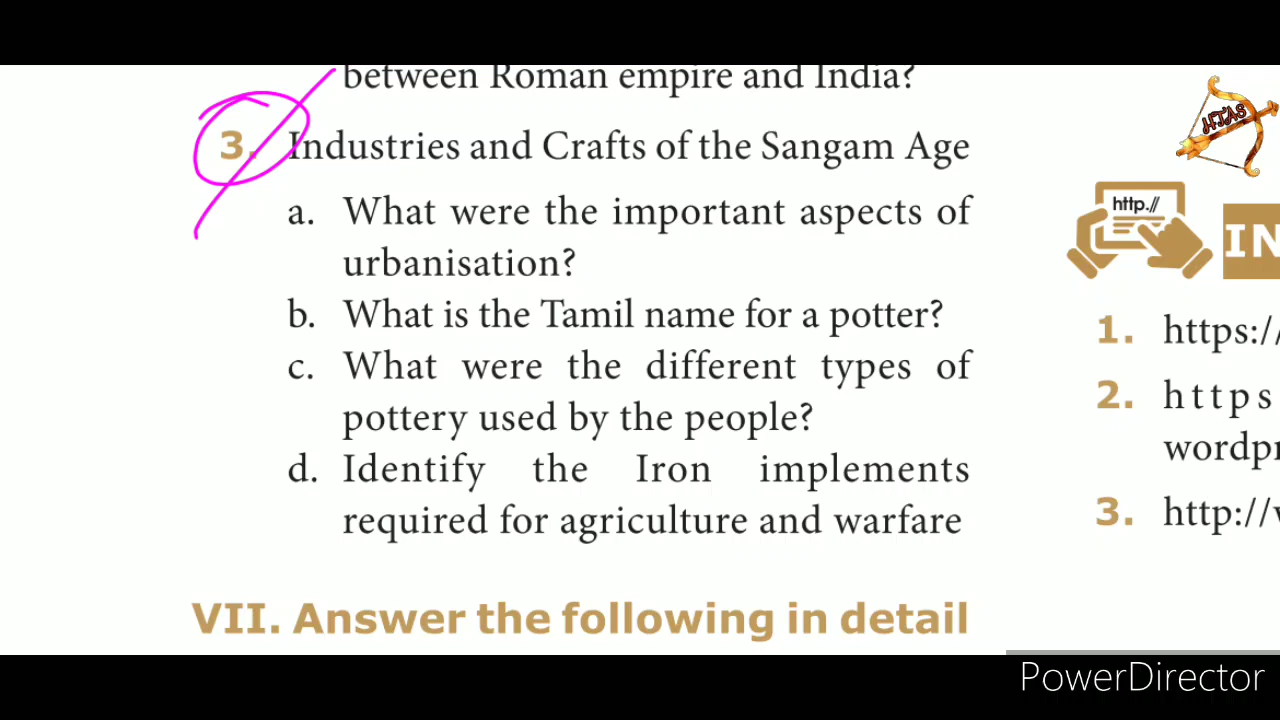 between Roman empire and India?
3. Industries and Crafts of the Sangam Age
a. What were the important aspects of
urbanisation?
b. What is the Tamil name for a potter?
c. What were the different types of
pottery used by the people?
d. Identify the Iron implements
required for agriculture and warfare
VII. Answer the following in detail
HTAS
http.//
IN
1. https:/
2. https
wordpr
3. http://
PowerDirector